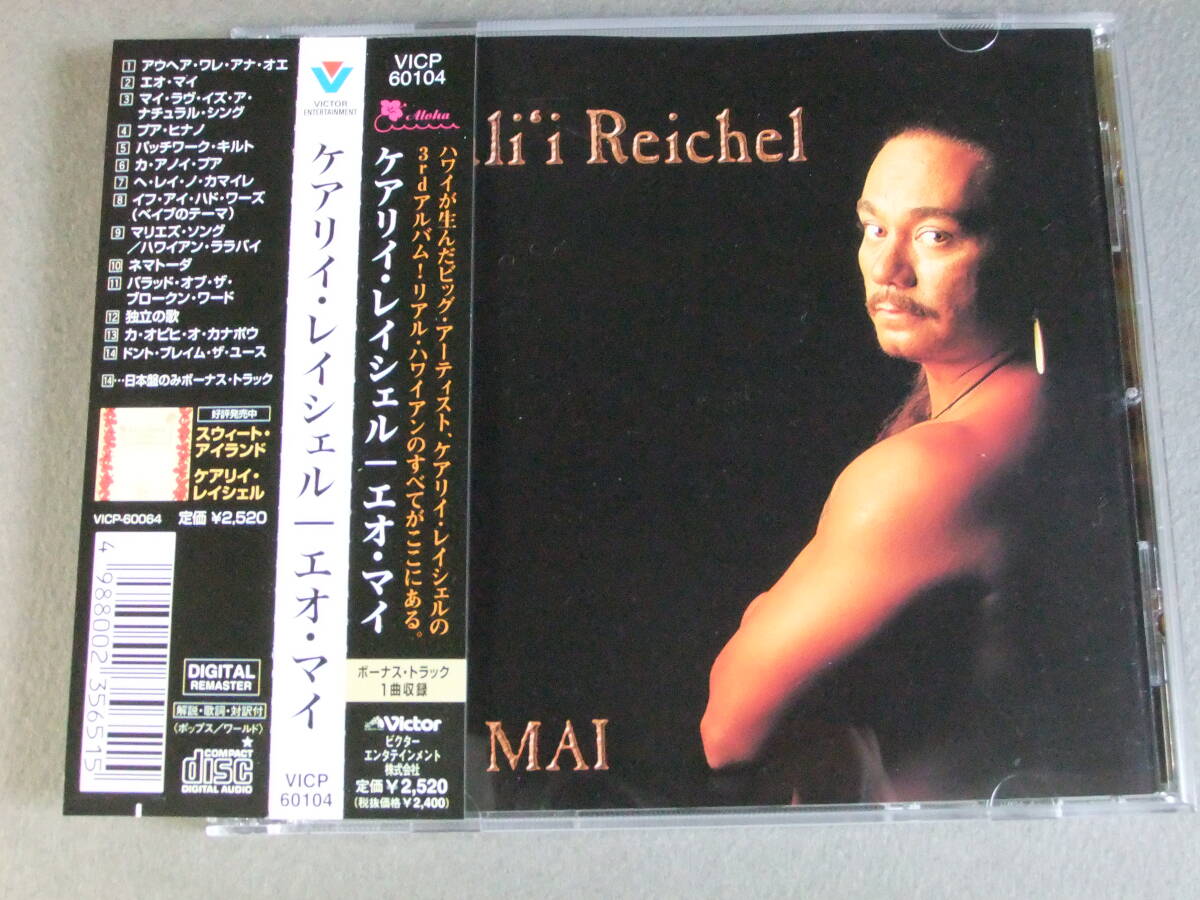 1 アウヘア・ワレ・アナ・オエ
2 エオ・マイ
3 マイ・ラヴ・イズ・ア・
ナチュラル・シング
4 プア・ヒナノ
5 パッチワーク・キルト
6 カ・アノイ・プア
7 ヘ・レイ・ノ・カマイレ
8 イフ・アイ・ハド・ワーズ
(ベイブのテーマ)
9 マリエズ・ソング
/ハワイアン・ララバイ
10 ネマトーダ
11 バラッド・オブ・ザ・
ブロークン・ワード
12 独立の歌
13 カ・オピヒ・オ・カナポウ
14 ドント・ブレイム・ザ・ユース
14…日本盤のみボーナス・トラック
好評発売中
スウィート・
アイランド
ケアリイ・
レイシェル
VICP-60064 定価 ¥2,520
4 988002 356515
DIGITAL
REMASTER
解説・歌詞・対訳付
(ポップス/ワールド)
★
COMPACT
disc
DIGITAL AUDIO
VICTOR
ENTERTAINMENT
ケアリイ・レイシェル|エオ・マイ
VICP
60104
VICP
60104
Aloha
ハワイが生んだビッグ・アーティスト、ケアリイ・レイシェルの
3rdアルバム!リアル・ハワイアンのすべてがここにある。
ケアリイ・レイシェル|エオ・マイ
ボーナス・トラック
1曲収録
Victor
ビクター
エンタテインメント
株式会社
定価 ¥2,520
(税抜価格 ¥2,400)
li‘i Reichel
MAI